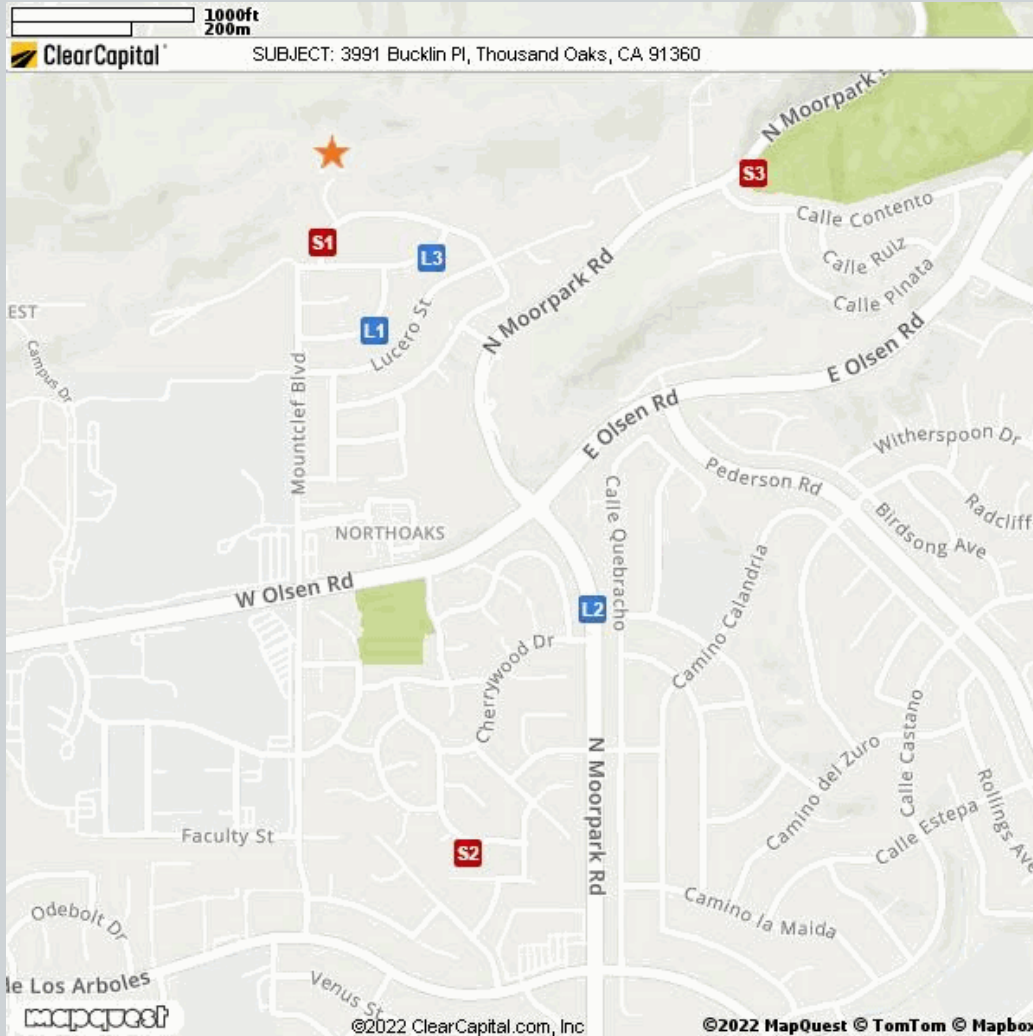 1000ft
200m
ClearCapital
SUBJECT: 3991 Bucklin Pl, Thousand Oaks, CA 91360
N Moorpark
S3
Calle Contento
S1
L3
Calle Ruiz
Calle Pinata
N Moorpark Rd
EST
L1
Lucero St
Campus Dr
E Olsen Rd
Mountclef Blvd
E Olsen Rd
Witherspoon Dr
Pederson Rd
Radcliff
Calle Quebracho
Birdsong Ave
NORTHOAKS
W Olsen Rd
L2
Camino Calandria
Cherrywood Dr
N Moorpark Rd
Camino del Zuro
Calle Castano
Rollings Ave
Faculty St
S2
Calle Estepa
Camino la Maida
Odebolt Dr
de Los Arboles
Venus St
mapquest
©2022 ClearCapital.com, Inc
©2022 MapQuest © TomTom © Mapbox